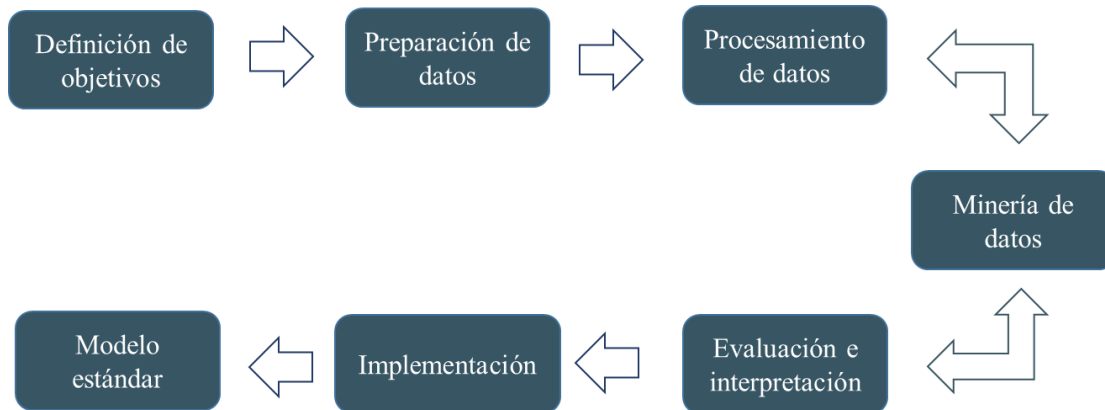 Definición de
objetivos
Preparación de
datos
Procesamiento
de datos
Minería de
datos
Evaluación e
interpretación
Implementación
Modelo
estándar